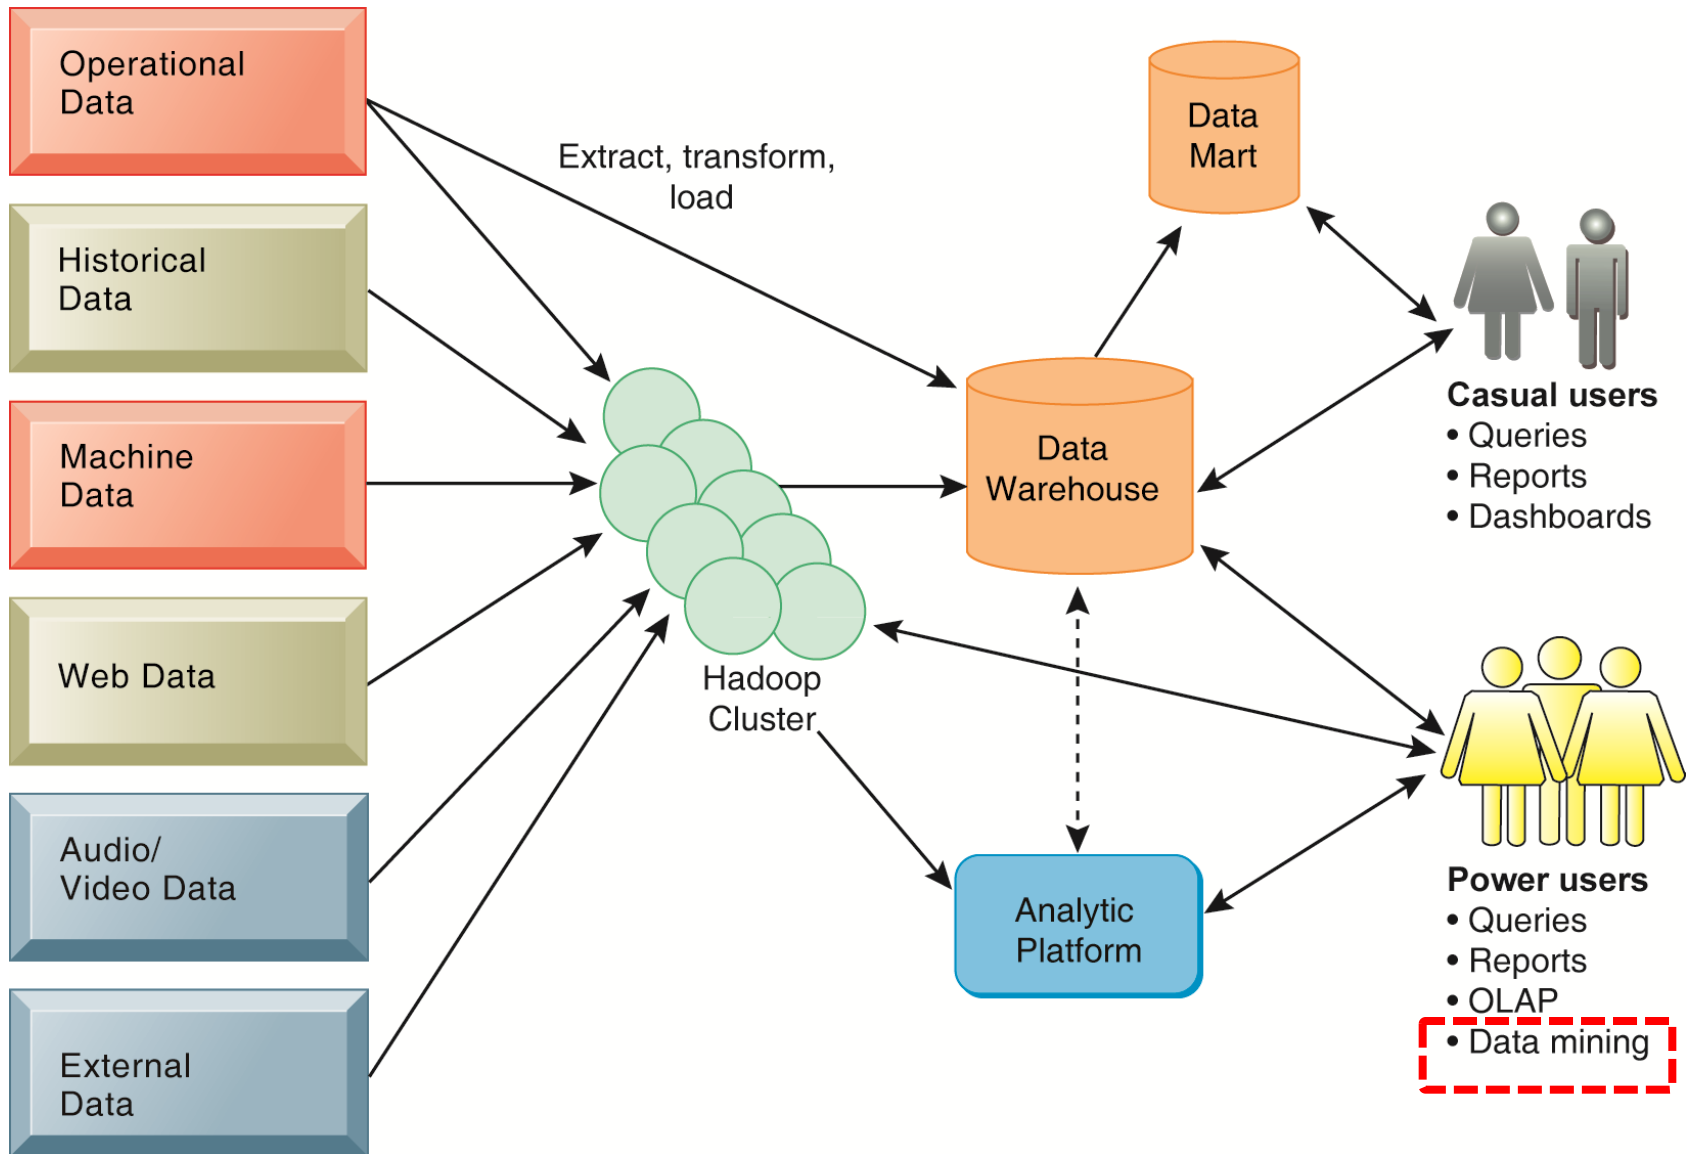 Operational
Data
Historical
Data
Machine
Data
Web Data
Audio/
Video Data
External
Data
Extract, transform,
load
Hadoop
Cluster
Data
Mart
Data
Warehouse
Analytic
Platform
Casual users
• Queries
• Reports
• Dashboards
Power users
• Queries
• Reports
• OLAP
• Data mining